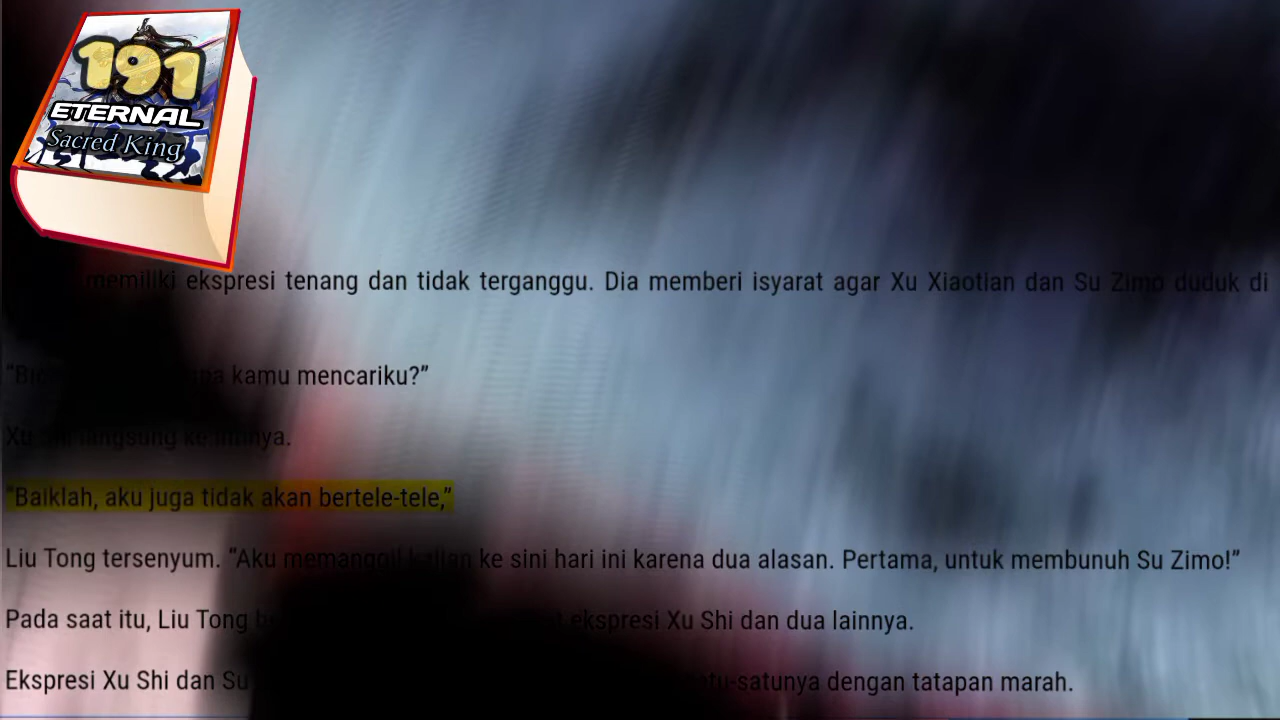 191
ETERNAL
Sacred King
memiliki ekspresi tenang dan tidak terganggu. Dia memberi isyarat agar Xu Xiaotian dan Su Zimo duduk di
kamu mencariku?”
Xu Shi langsung ke intinya.
“Baiklah, aku juga tidak akan bertele-tele,”
Liu Tong tersenyum. “Aku memanggil kalian ke sini hari ini karena dua alasan. Pertama, untuk membunuh Su Zimo!”
Pada saat itu, Liu Tong ekspresi Xu Shi dan dua lainnya.
Ekspresi Xu Shi dan Su satu-satunya dengan tatapan marah.